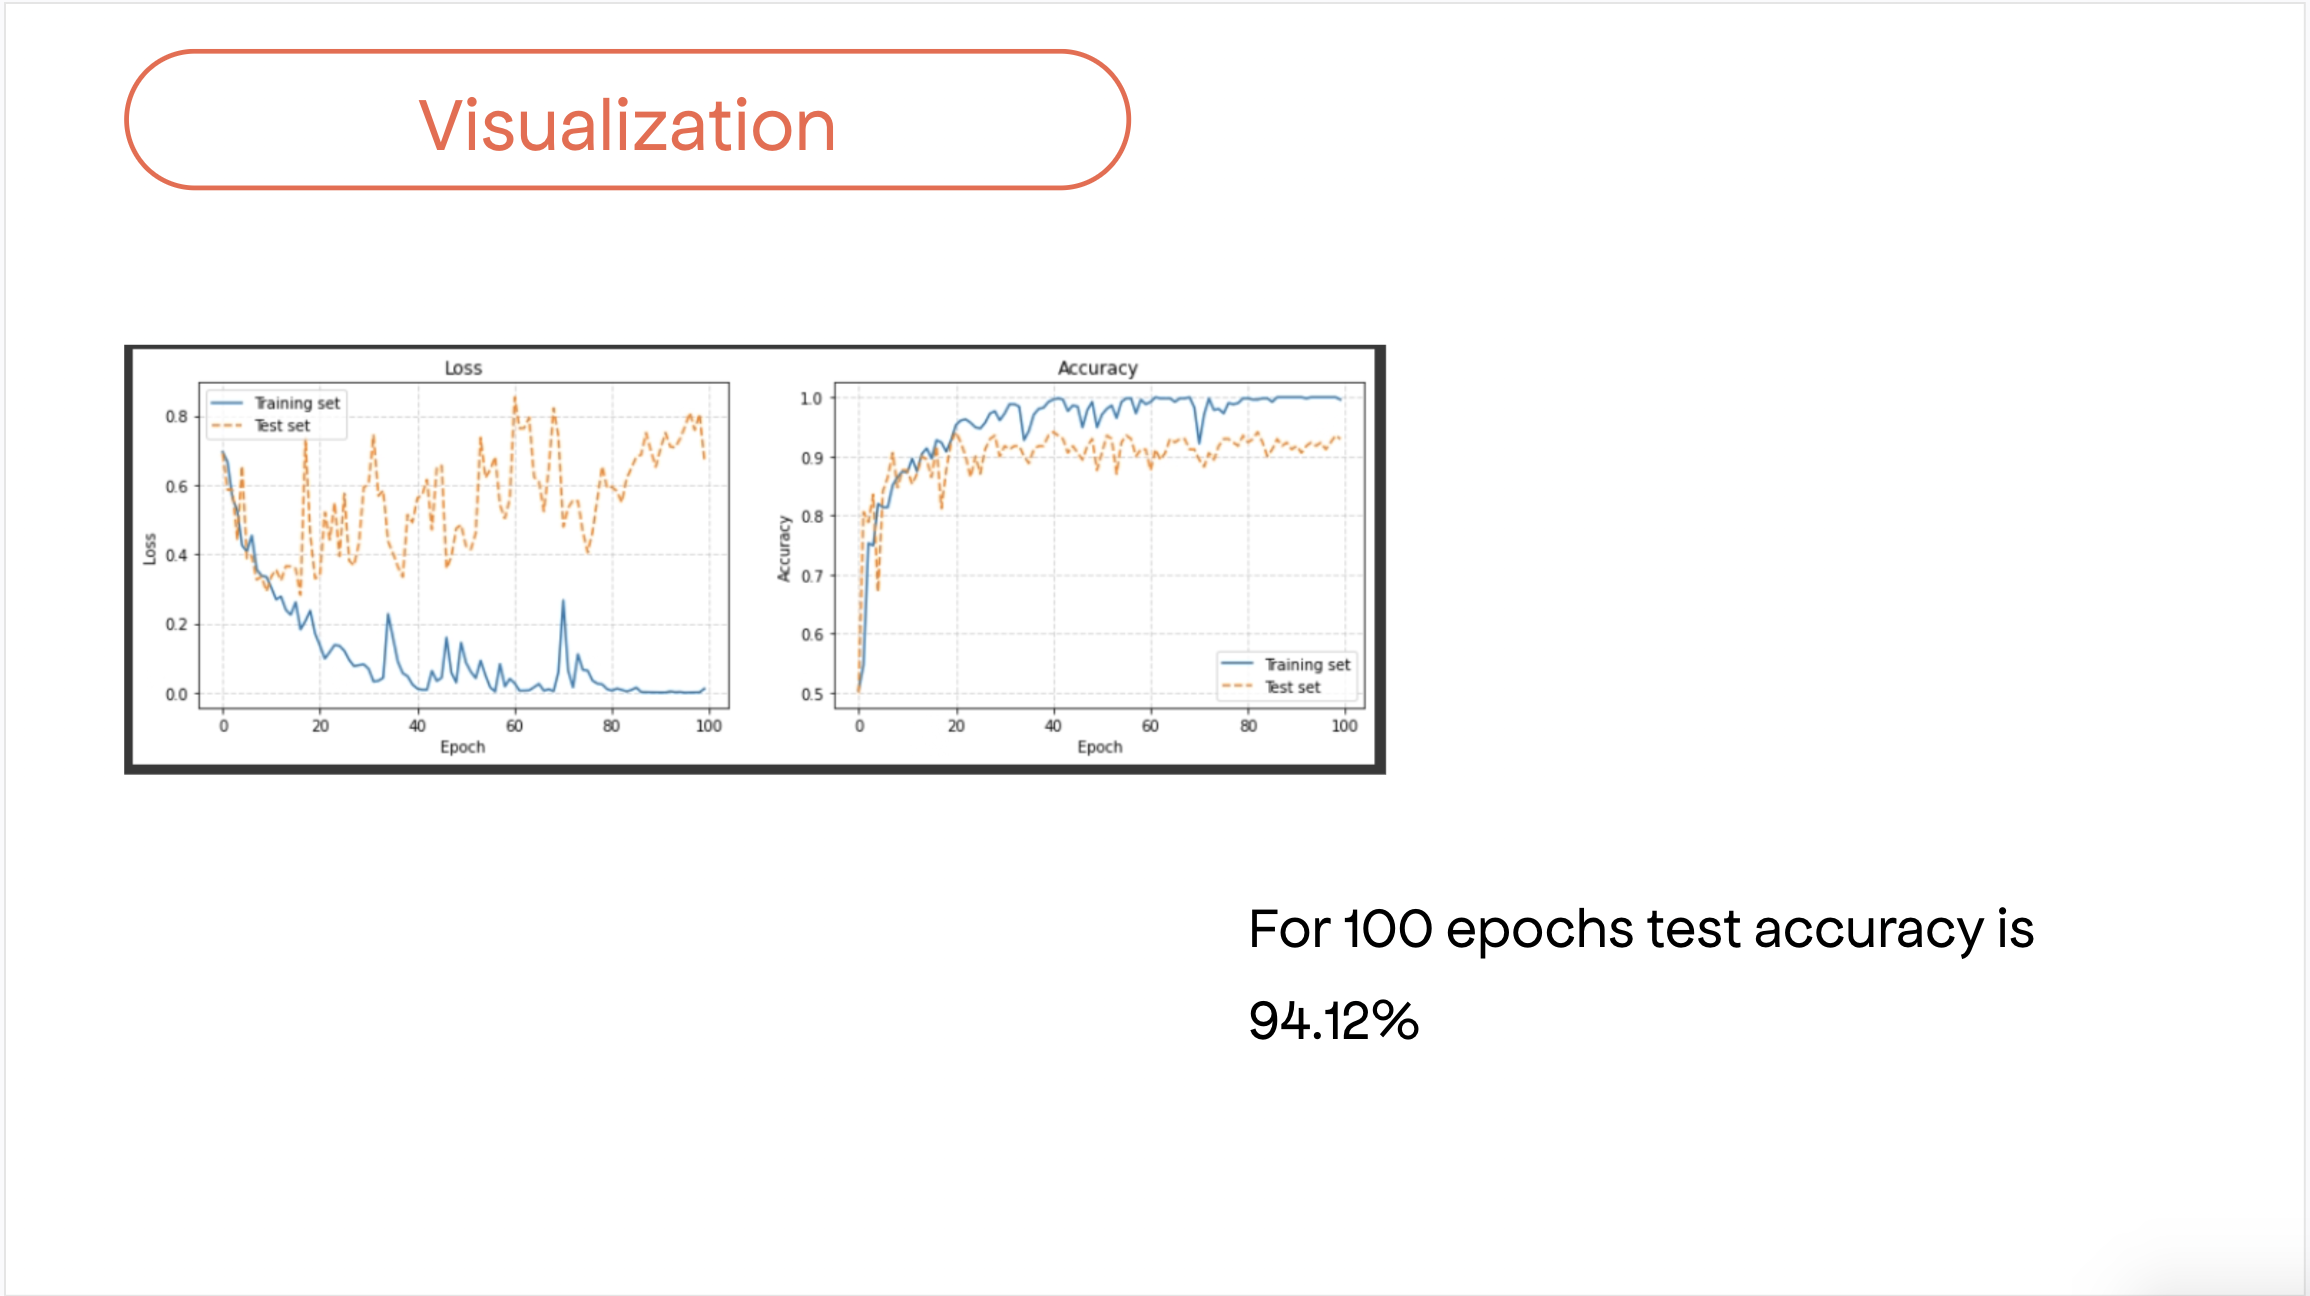 Visualization
Loss
Training set
Test set
0.8
0.6
0.4
0.2
0.0
Loss
0 20 40 60 80 100
Epoch
Accuracy
1.0
0.9
0.8
0.7
0.6
0.5
Accuracy
Training set
Test set
0 20 40 60 80 100
Epoch
For 100 epochs test accuracy is
94.12%